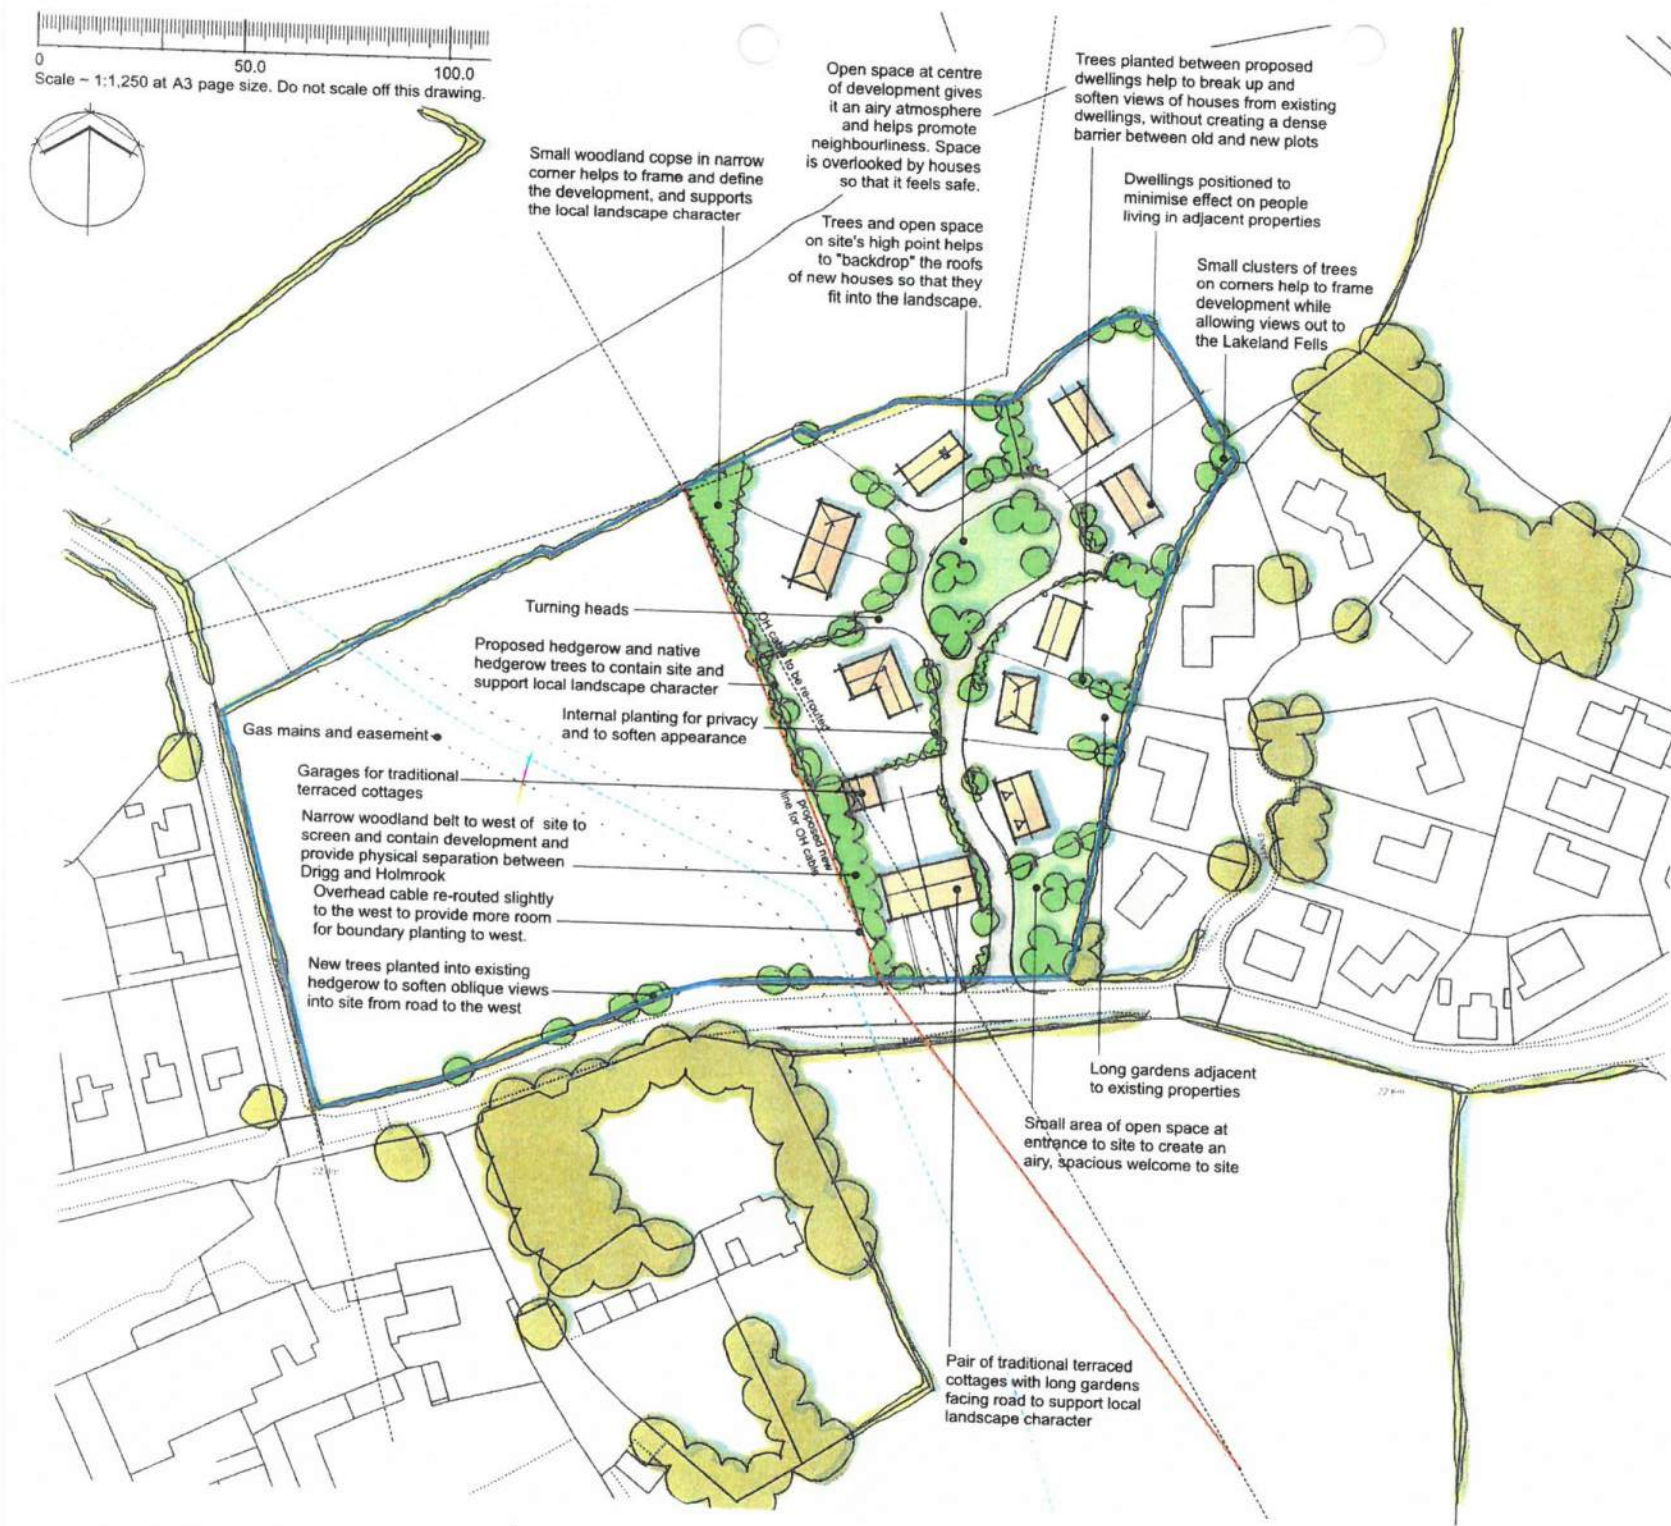 0
50.0
100.0
Scale ~ 1:1,250 at A3 page size. Do not scale off this drawing.
Open space at centre
of development gives
it an airy atmosphere
and helps promote
neighbourliness. Space
is overlooked by houses
so that it feels safe.
Trees planted between proposed
dwellings help to break up and
soften views of houses from existing
dwellings, without creating a dense
barrier between old and new plots
Small woodland copse in narrow
corner helps to frame and define
the development, and supports
the local landscape character
Dwellings positioned to
minimise effect on people
living in adjacent properties
Trees and open space
on site's high point helps
to "backdrop" the roofs
of new houses so that they
fit into the landscape.
Small clusters of trees
on corners help to frame
development while
allowing views out to
the Lakeland Fells
Turning heads
OH cable to be re-routed
Proposed hedgerow and native
hedgerow trees to contain site and
support local landscape character
Internal planting for privacy
and to soften appearance
Gas mains and easement
Garages for traditional
terraced cottages
proposed new
line for OH cable
Narrow woodland belt to west of site to
screen and contain development and
provide physical separation between
Drigg and Holmrook
Overhead cable re-routed slightly
to the west to provide more room
for boundary planting to west.
New trees planted into existing
hedgerow to soften oblique views
into site from road to the west
Long gardens adjacent
to existing properties
Small area of open space at
entrance to site to create an
airy, spacious welcome to site
Pair of traditional terraced
cottages with long gardens
facing road to support local
landscape character